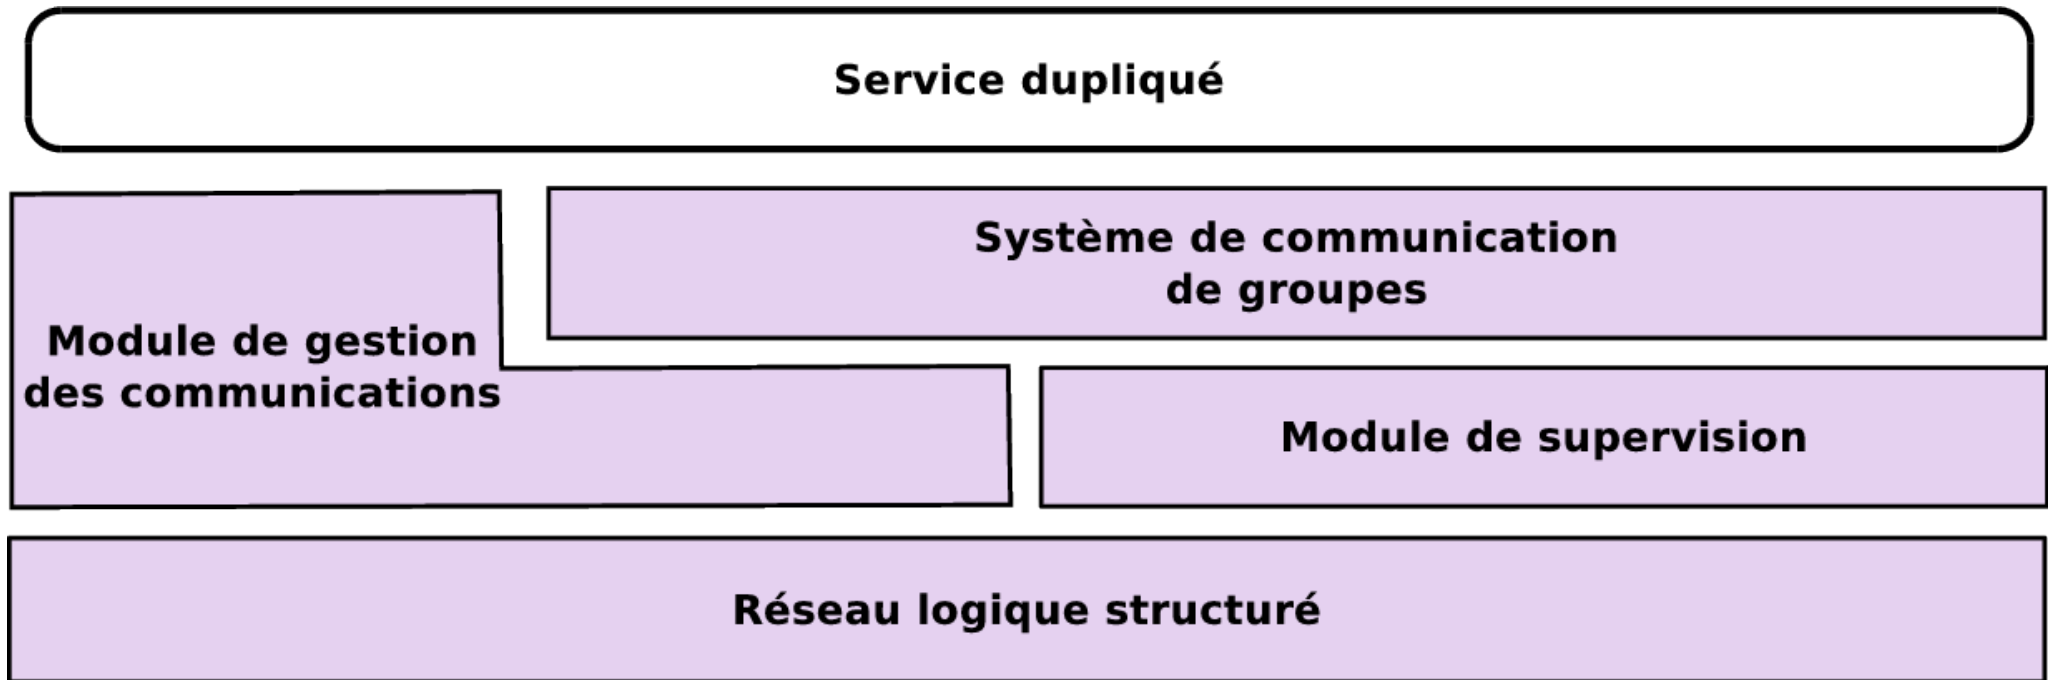 Service dupliqué
Système de communication
de groupes
Module de gestion
des communications
Module de supervision
Réseau logique structuré